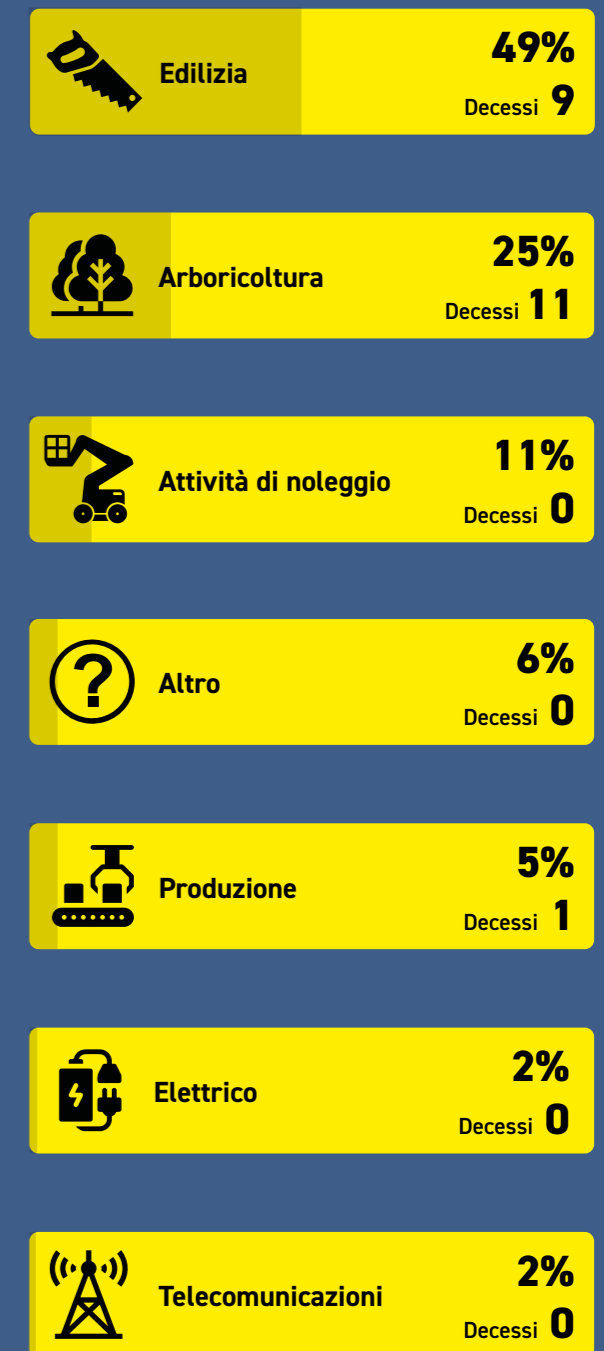 49%
Edilizia
Decessi 9
25%
Arboricoltura
Decessi 11
11%
Attività di noleggio
Decessi 0
6%
Altro
Decessi 0
5%
Produzione
Decessi 1
2%
Elettrico
Decessi 0
2%
Telecomunicazioni
Decessi 0